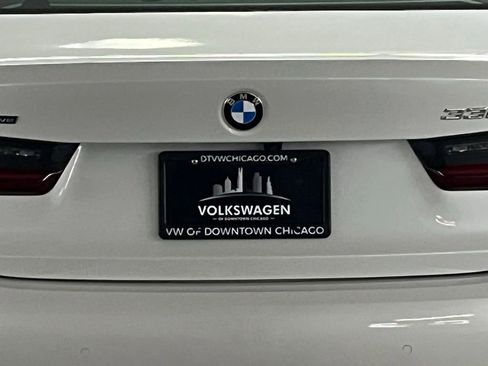 BMW
DTVWCHICAGO.COM
VOLKSWAGEN
OF DOWNTOWN CHICAGO
VW OF DOWNTOWN CHICAGO